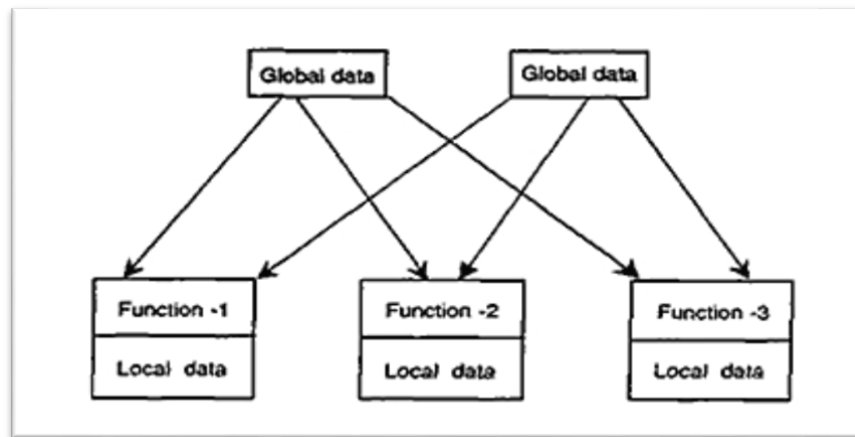 Global data
Global data
Function -1
Function -2
Function -3
Local data
Local data
Local data